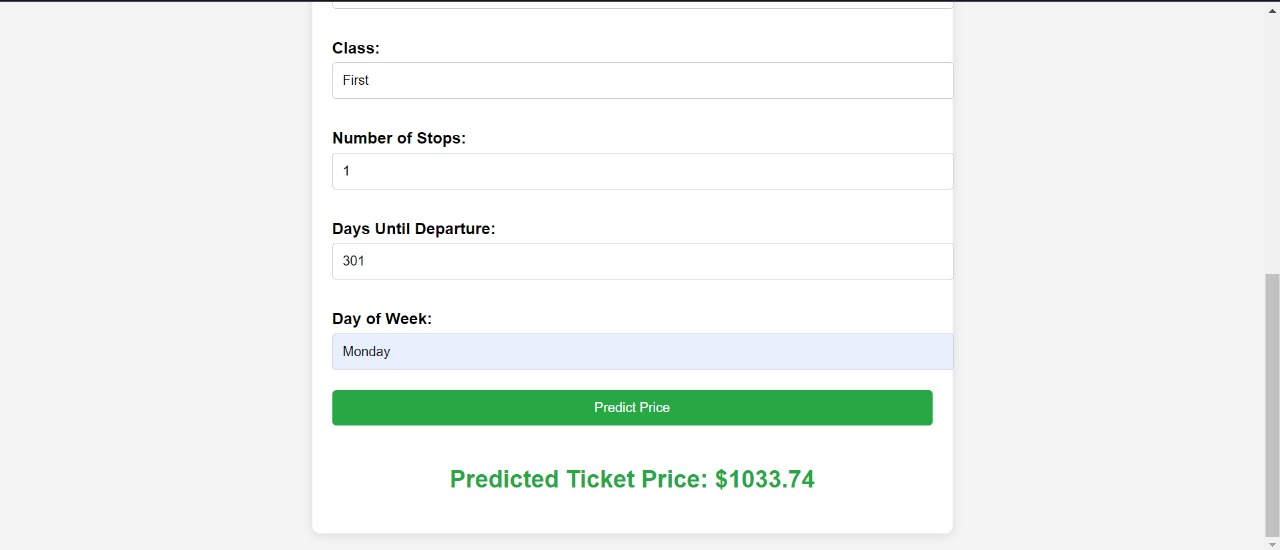 Class:
First
Number of Stops:
1
Days Until Departure:
301
Day of Week:
Monday
Predict Price
Predicted Ticket Price: $1033.74